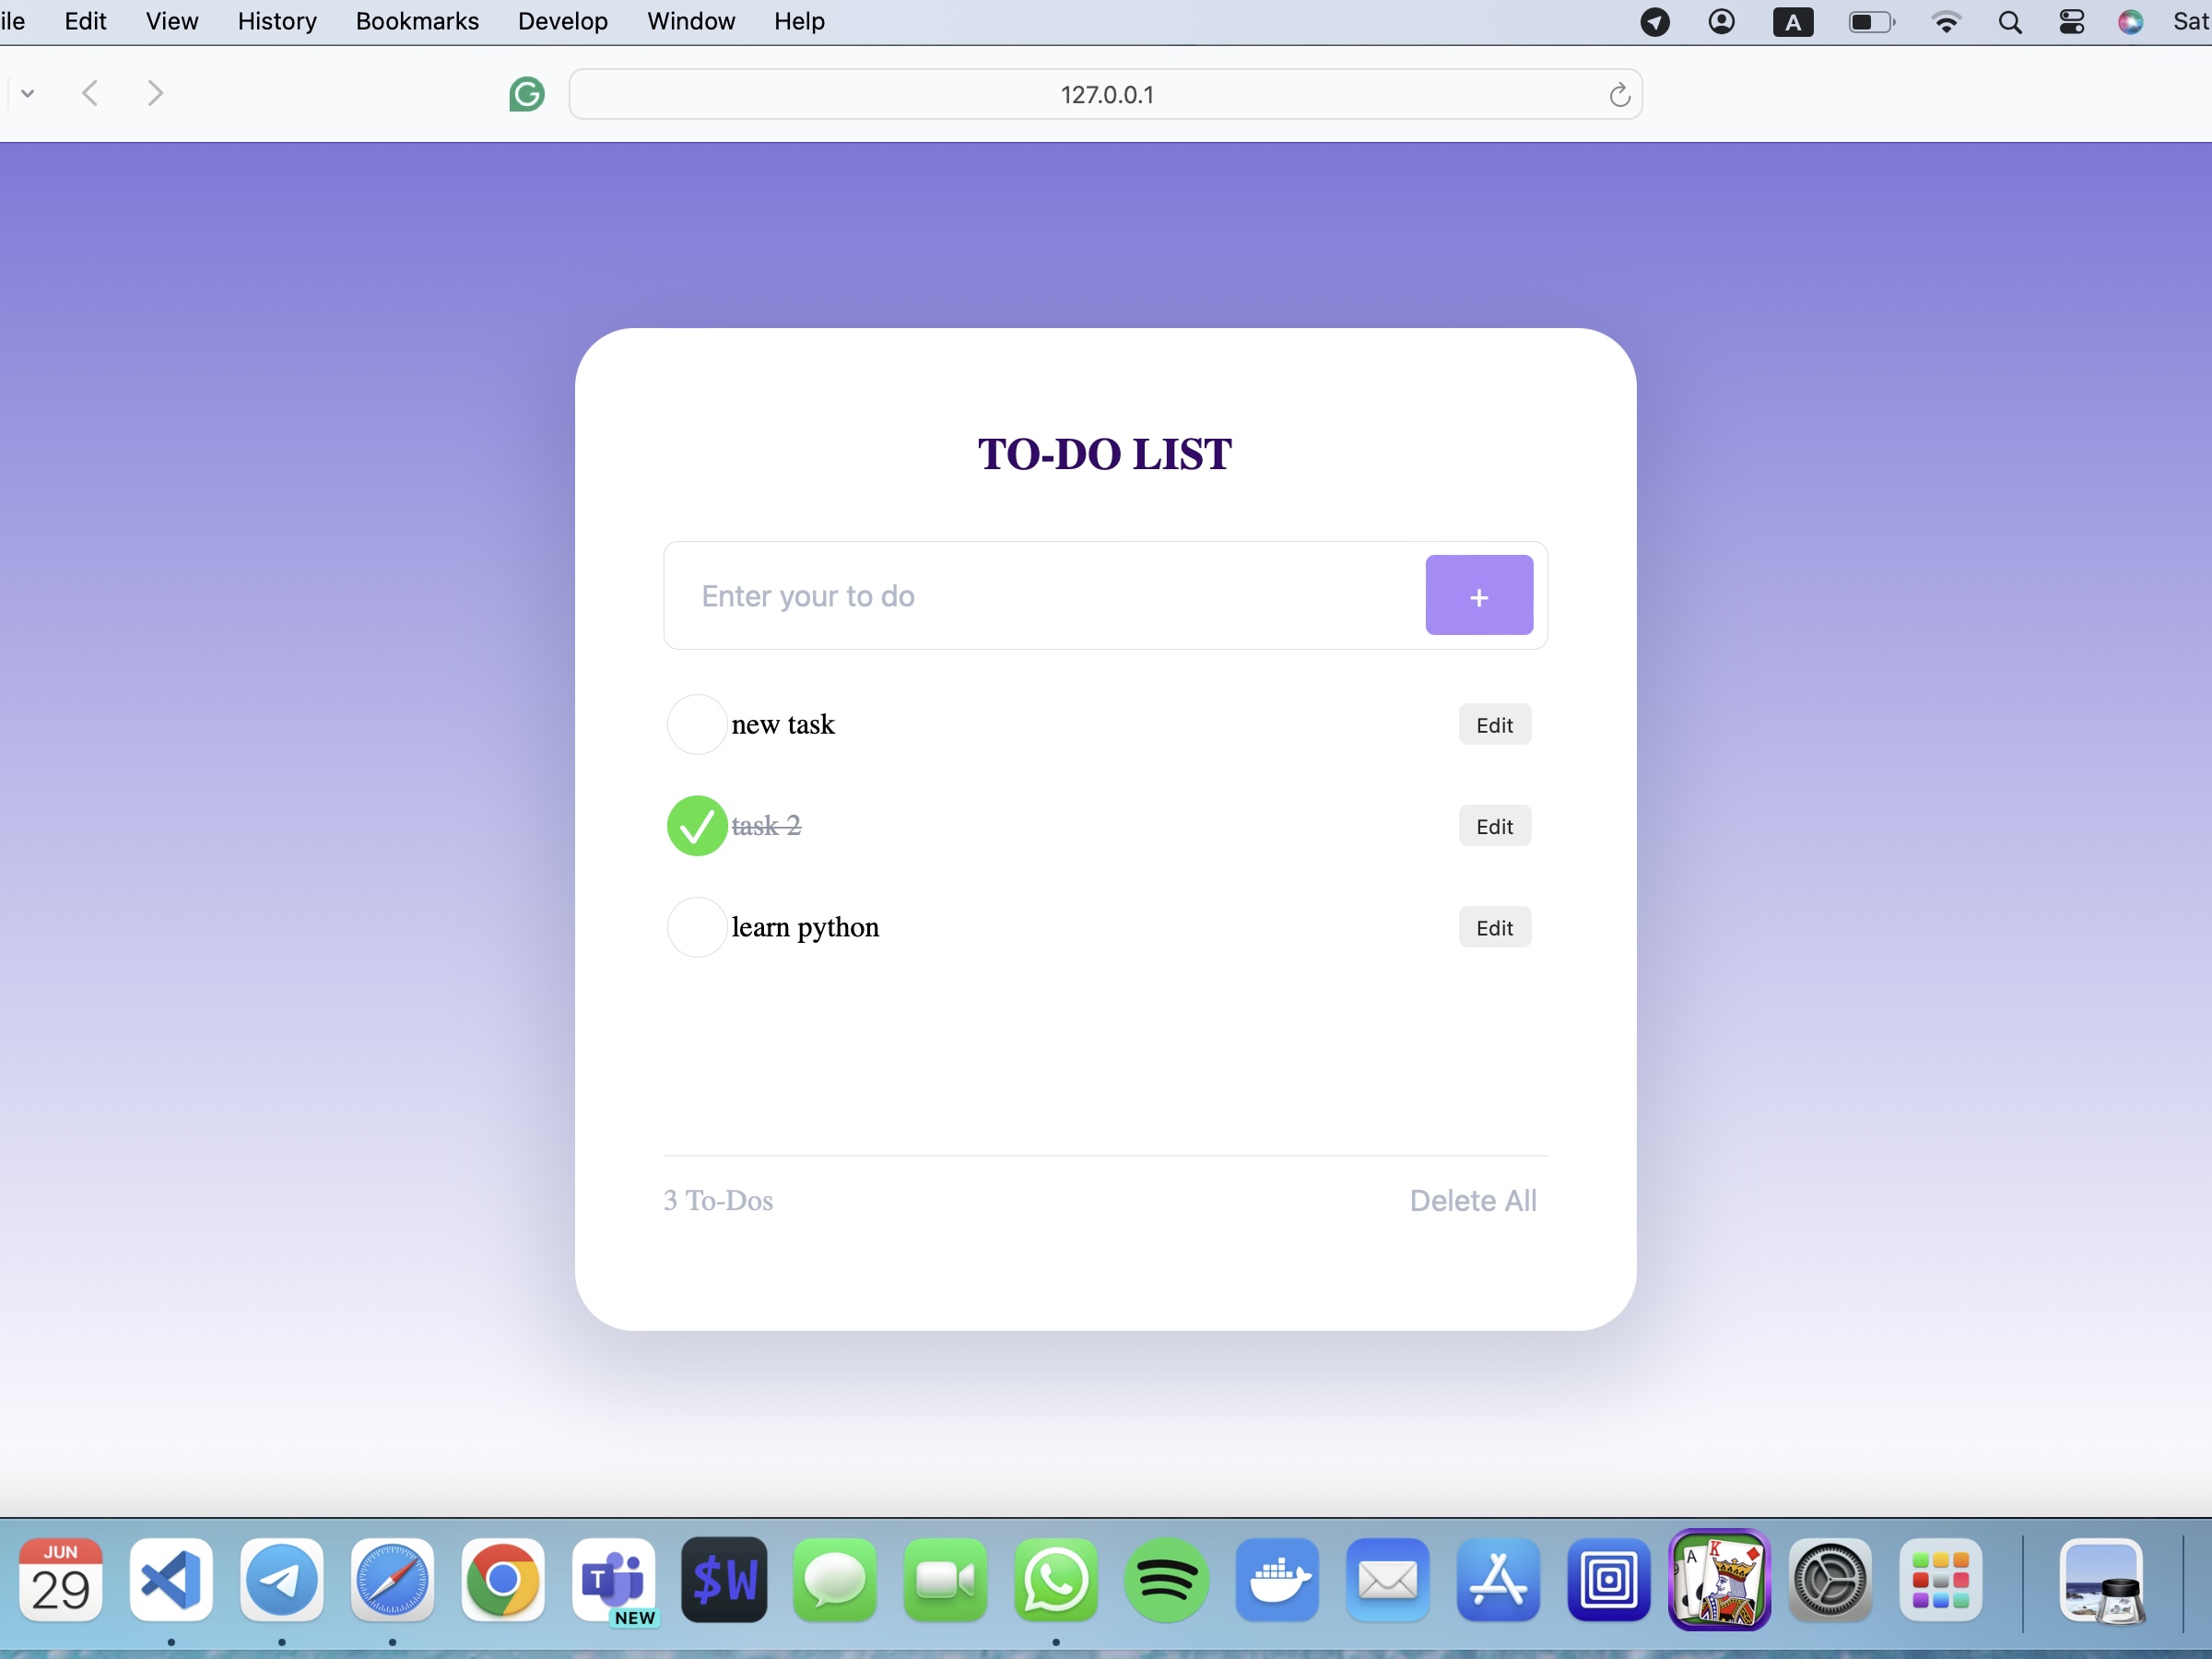 ile Edit View History Bookmarks Develop Window Help A Sat
127.0.0.1
TO-DO LIST
Enter your to do +
new task Edit
task 2 Edit
learn python Edit
3 To-Dos Delete All
JUN
29
T
NEW
$W
A K